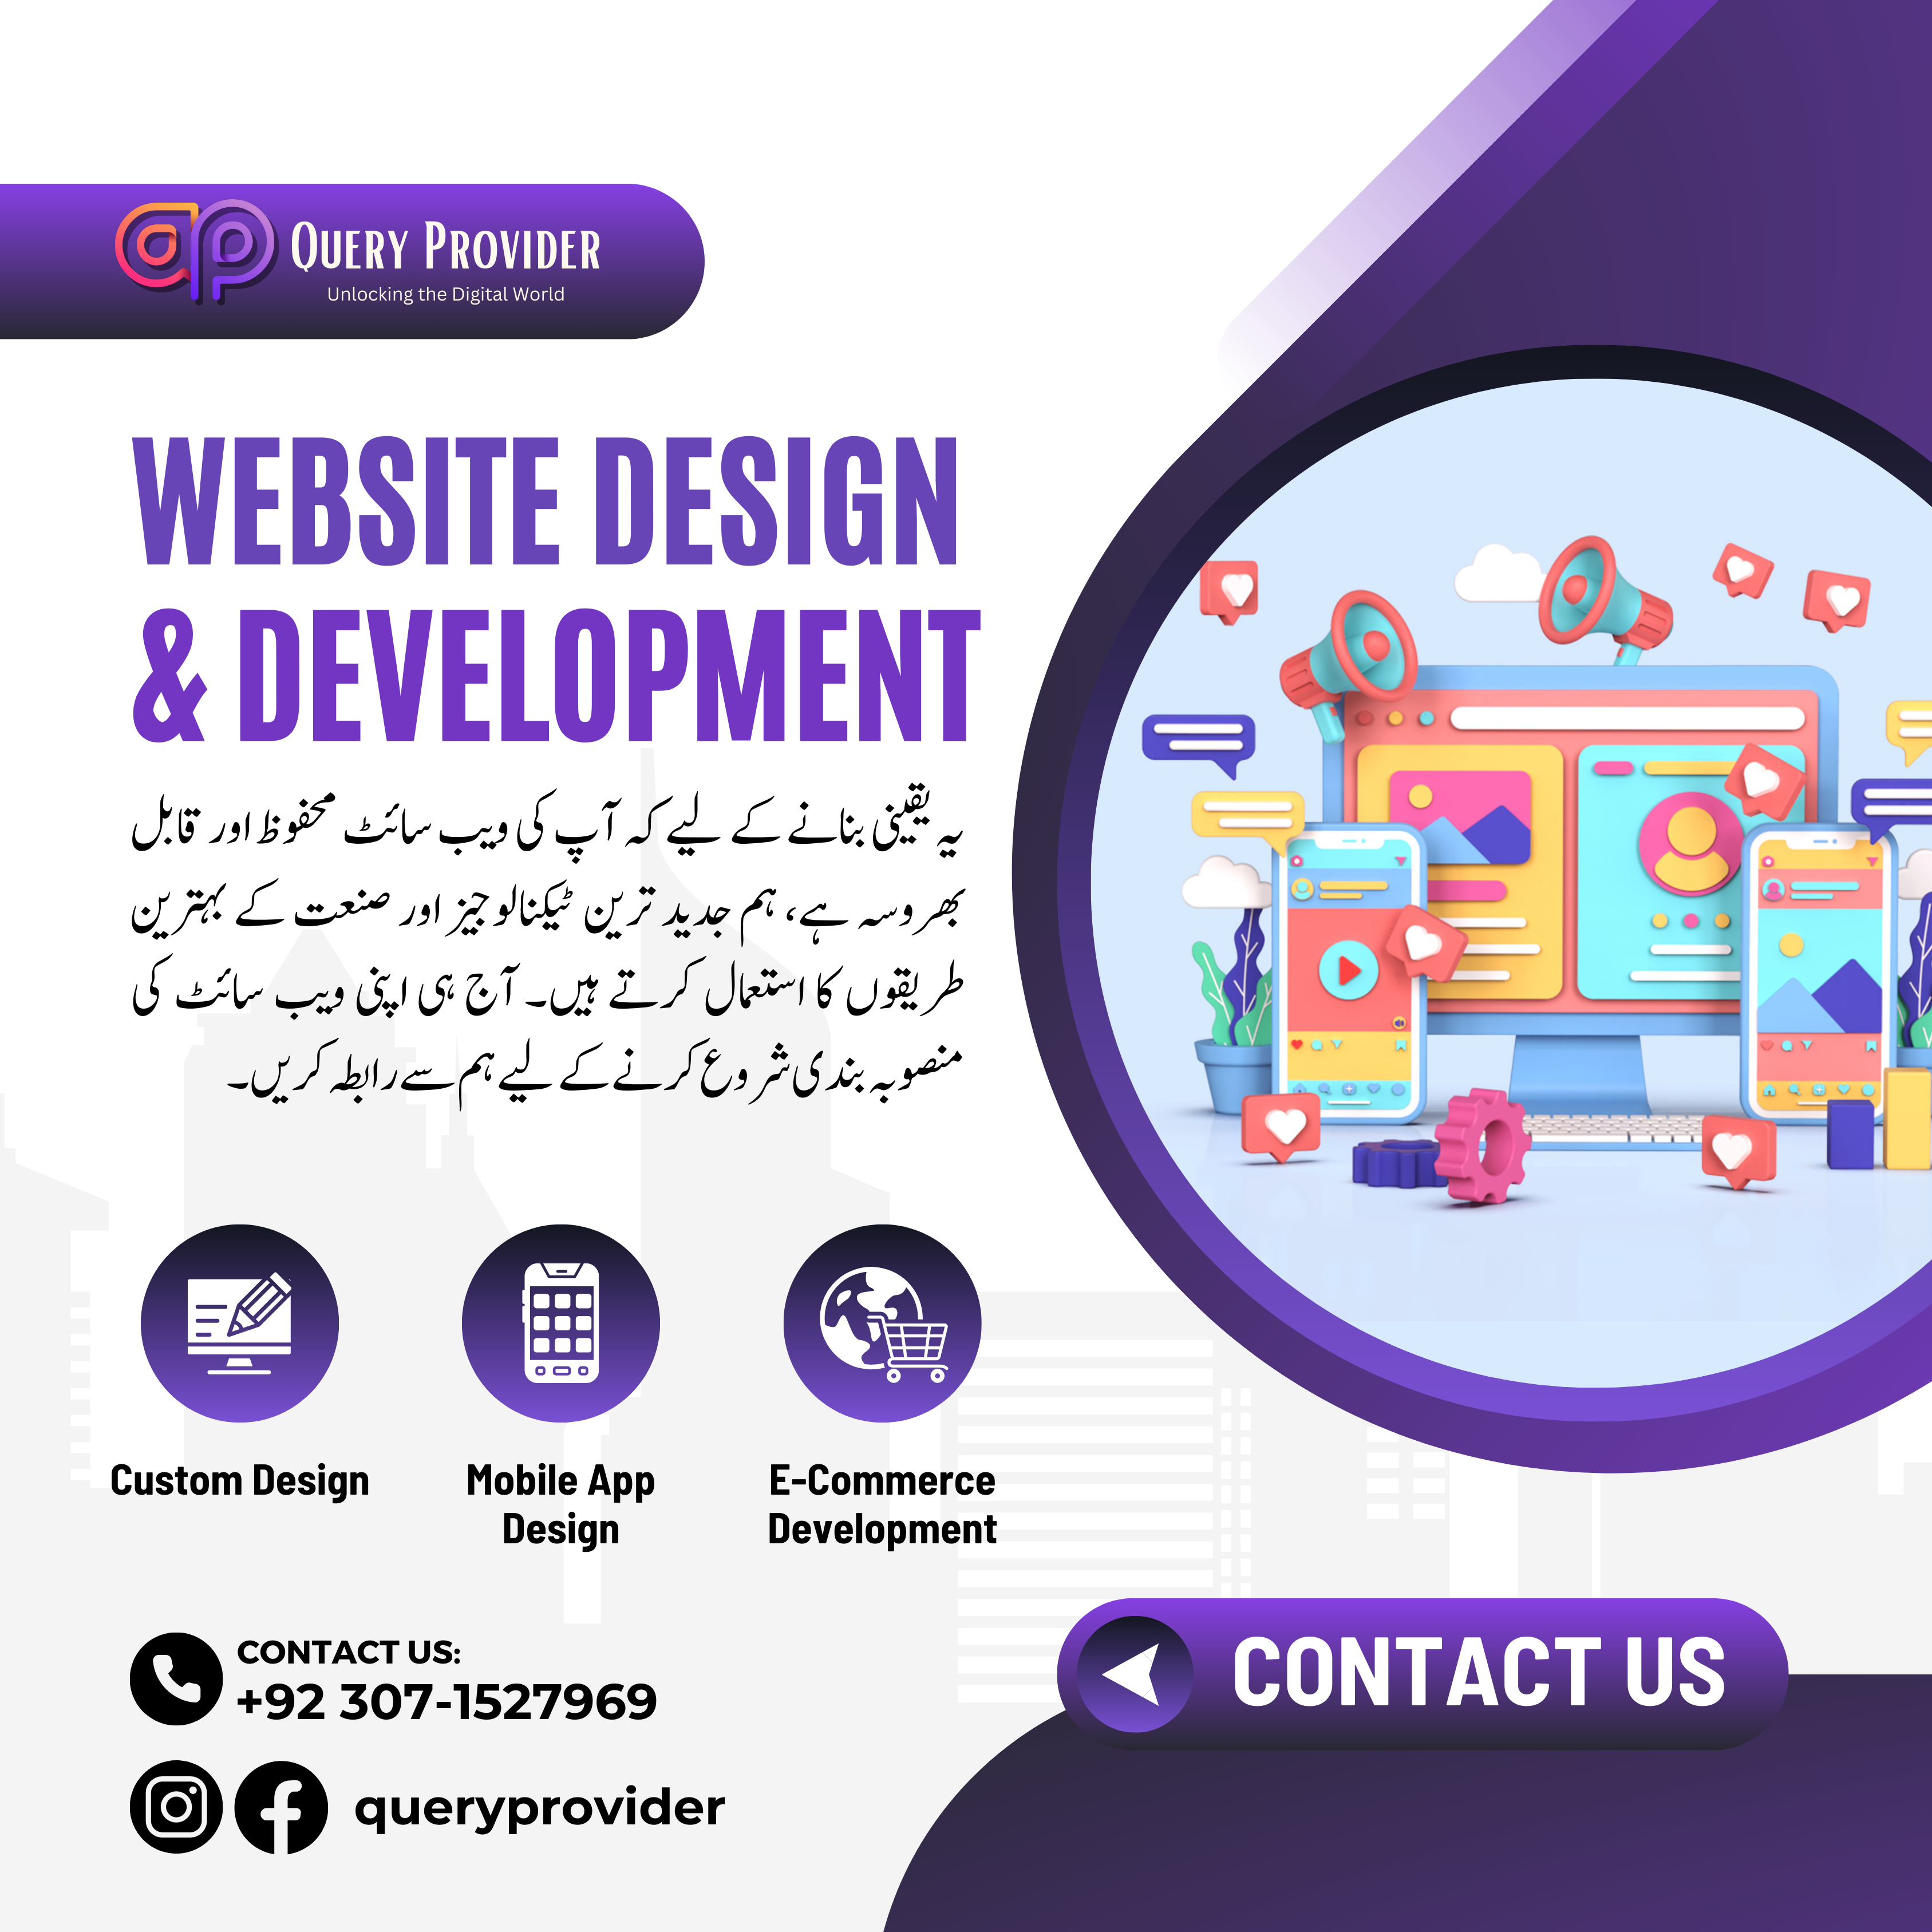 QUERY PROVIDER
Unlocking the Digital World
WEBSITE DESIGN
& DEVELOPMENT
یہ یقینی بنانے کے لیے کہ آپ کی ویب سائٹ محفوظ اور قابل
بھروسہ ہے، ہم جدید ترین ٹیکنالوجیز اور صنعت کے بہترین
طریقوں کا استعمال کرتے ہیں۔ آج ہی اپنی ویب سائٹ کی
منصوبہ بندی شروع کرنے کے لیے ہم سے رابطہ کریں۔
Custom Design
Mobile App
Design
E-Commerce
Development
CONTACT US:
+92 307-1527969
queryprovider
CONTACT US